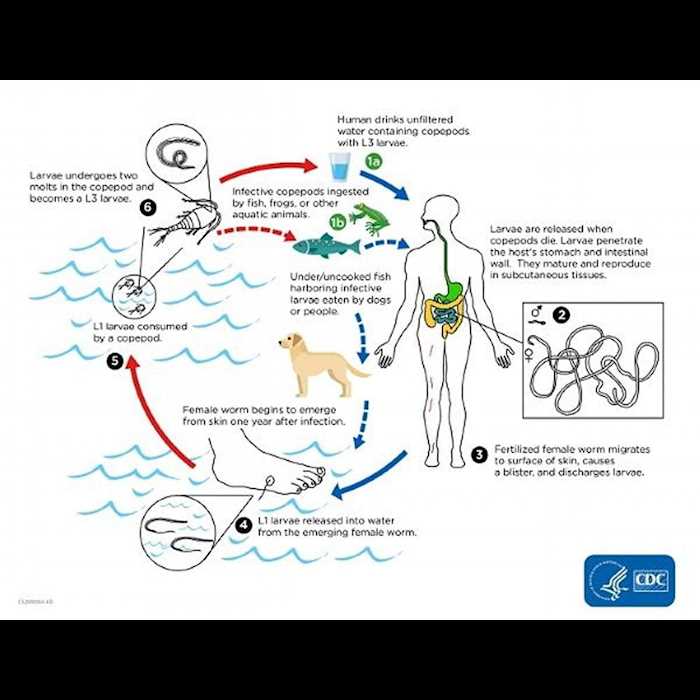 Human drinks unfiltered
water containing copepods
with L3 larvae.
1a
Larvae undergoes two
molts in the copepod and
becomes a L3 larvae.
6
Infective copepods ingested
by fish, frogs, or other
aquatic animals.
1b
Larvae are released when
copepods die. Larvae penetrate
the host's stomach and intestinal
wall. They mature and reproduce
in subcutaneous tissues.
Under/uncooked fish
harboring infective
larvae eaten by dogs
or people.
♂
2
♀
L1 larvae consumed
by a copepod.
5
Female worm begins to emerge
from skin one year after infection.
3
Fertilized female worm migrates
to surface of skin, causes
a blister, and discharges larvae.
4
L1 larvae released into water
from the emerging female worm.
CDC